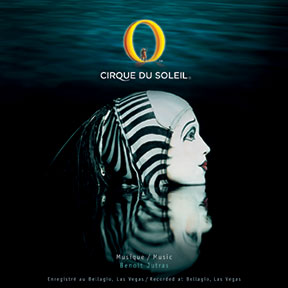 O
CIRQUE DU SOLEIL®
Musique / Music
Benoit Jutras
Enregistré au Bellagio, Las Vegas / Recorded at Bellagio, Las Vegas